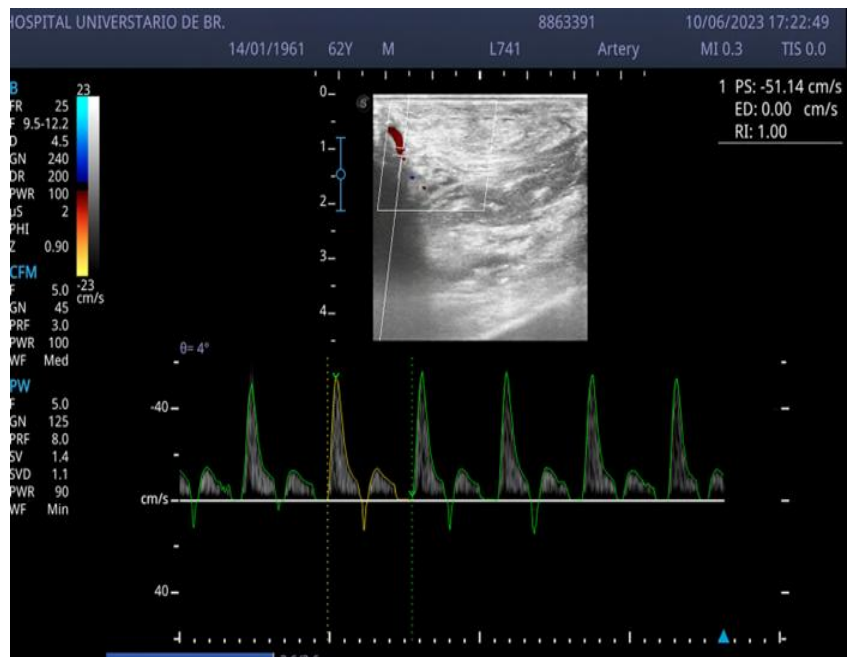 HOSPITAL UNIVERSTARIO DE BR. 8863391 10/06/2023 17:22:49
14/01/1961 62Y M L741 Artery MI 0.3 TIS 0.0
B
FR 25
F 9.5-12.2
D 4.5
GN 240
DR 200
PWR 100
µS 2
PHI
Z 0.90
CFM
F 5.0
GN 45
PRF 3.0
PWR 100
WF Med
PW
F 5.0
GN 125
PRF 8.0
SV 1.4
SVD 1.1
PWR 90
WF Min
23
-23
cm/s
0
1
2
3
4
1 PS: -51.14 cm/s
ED: 0.00 cm/s
RI: 1.00
θ= 4°
-40
cm/s
40